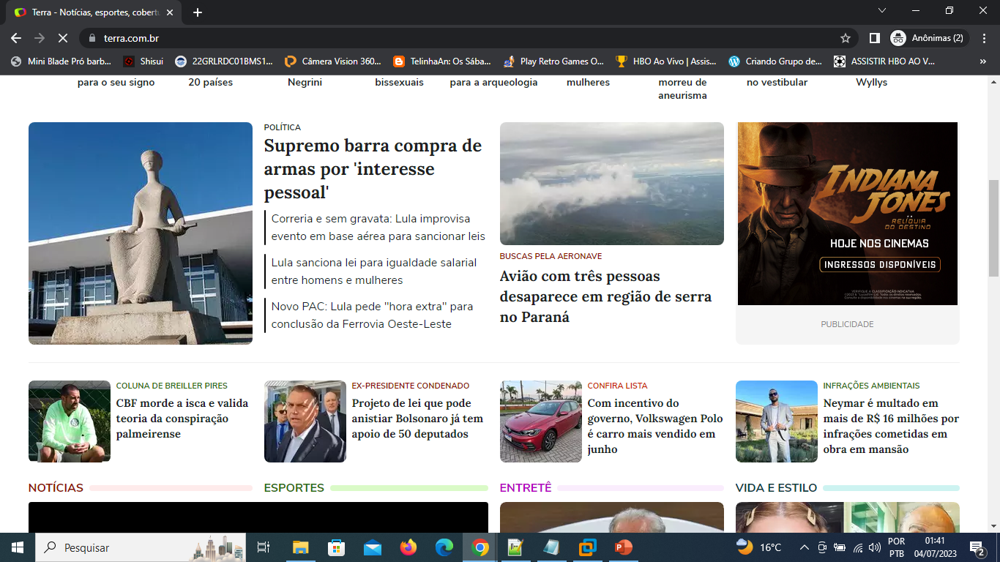 Terra - Notícias, esportes, cobertu
terra.com.br
Anônimas (2)
Mini Blade Pró barb...
Shisui
22GRLRDC01BMS1...
Câmera Vision 360...
TelinhaAn: Os Sába...
Play Retro Games O...
HBO Ao Vivo | Assis...
Criando Grupo de...
ASSISTIR HBO AO V...
»
para o seu signo
20 países
Negrini
bissexuais
para a arqueologia
mulheres
morreu de
aneurisma
no vestibular
Wyllys
POLÍTICA
Supremo barra compra de
armas por 'interesse
pessoal'
Correria e sem gravata: Lula improvisa
evento em base aérea para sancionar leis
Lula sanciona lei para igualdade salarial
entre homens e mulheres
Novo PAC: Lula pede "hora extra" para
conclusão da Ferrovia Oeste-Leste
BUSCAS PELA AERONAVE
Avião com três pessoas
desaparece em região de serra
no Paraná
INDIANA
JONES
E A
RELÍQUIA
DO DESTINO
HOJE NOS CINEMAS
INGRESSOS DISPONÍVEIS
VERIFIQUE A CLASSIFICAÇÃO INDICATIVA
PUBLICIDADE
COLUNA DE BREILLER PIRES
CBF morde a isca e valida
teoria da conspiração
palmeirense
EX-PRESIDENTE CONDENADO
Projeto de lei que pode
anistiar Bolsonaro já tem
apoio de 50 deputados
CONFIRA LISTA
Com incentivo do
governo, Volkswagen Polo
é carro mais vendido em
junho
INFRAÇÕES AMBIENTAIS
Neymar é multado em
mais de R$ 16 milhões por
infrações cometidas em
obra em mansão
NOTÍCIAS
ESPORTES
ENTRETÊ
VIDA E ESTILO
Pesquisar
16°C
POR
PTB
01:41
04/07/2023
2